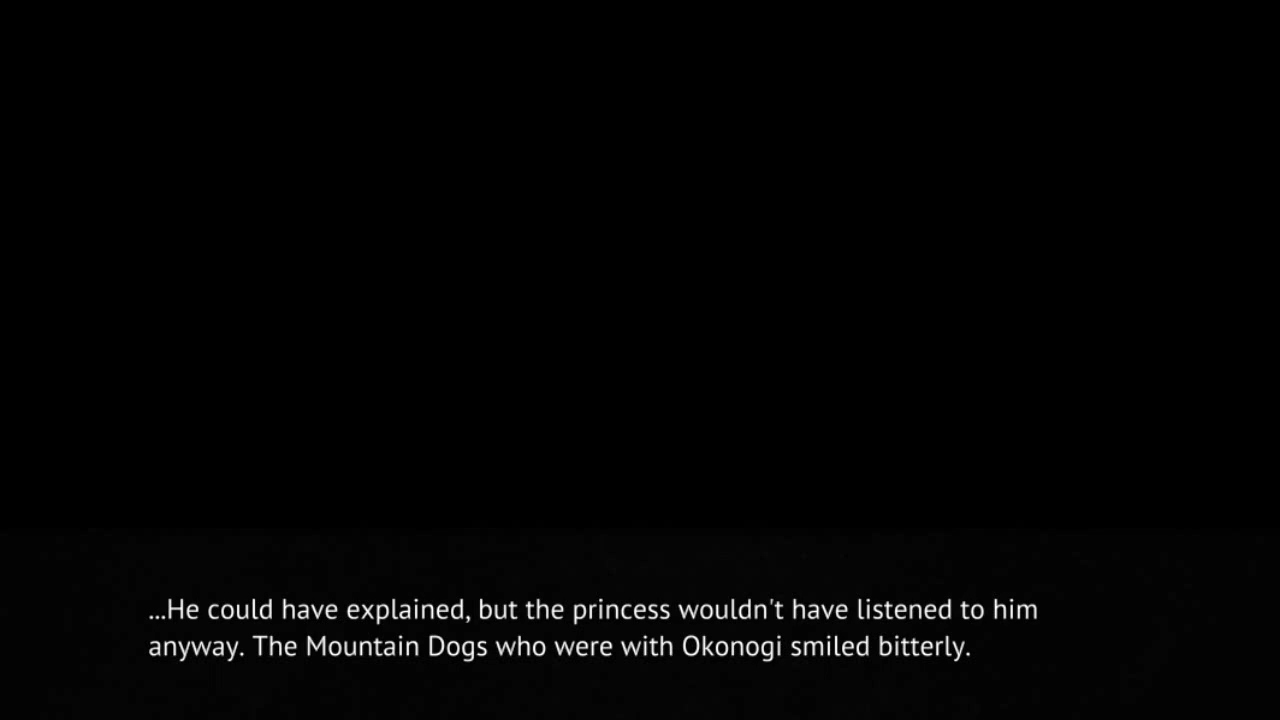 ...He could have explained, but the princess wouldn't have listened to him
anyway. The Mountain Dogs who were with Okonogi smiled bitterly.